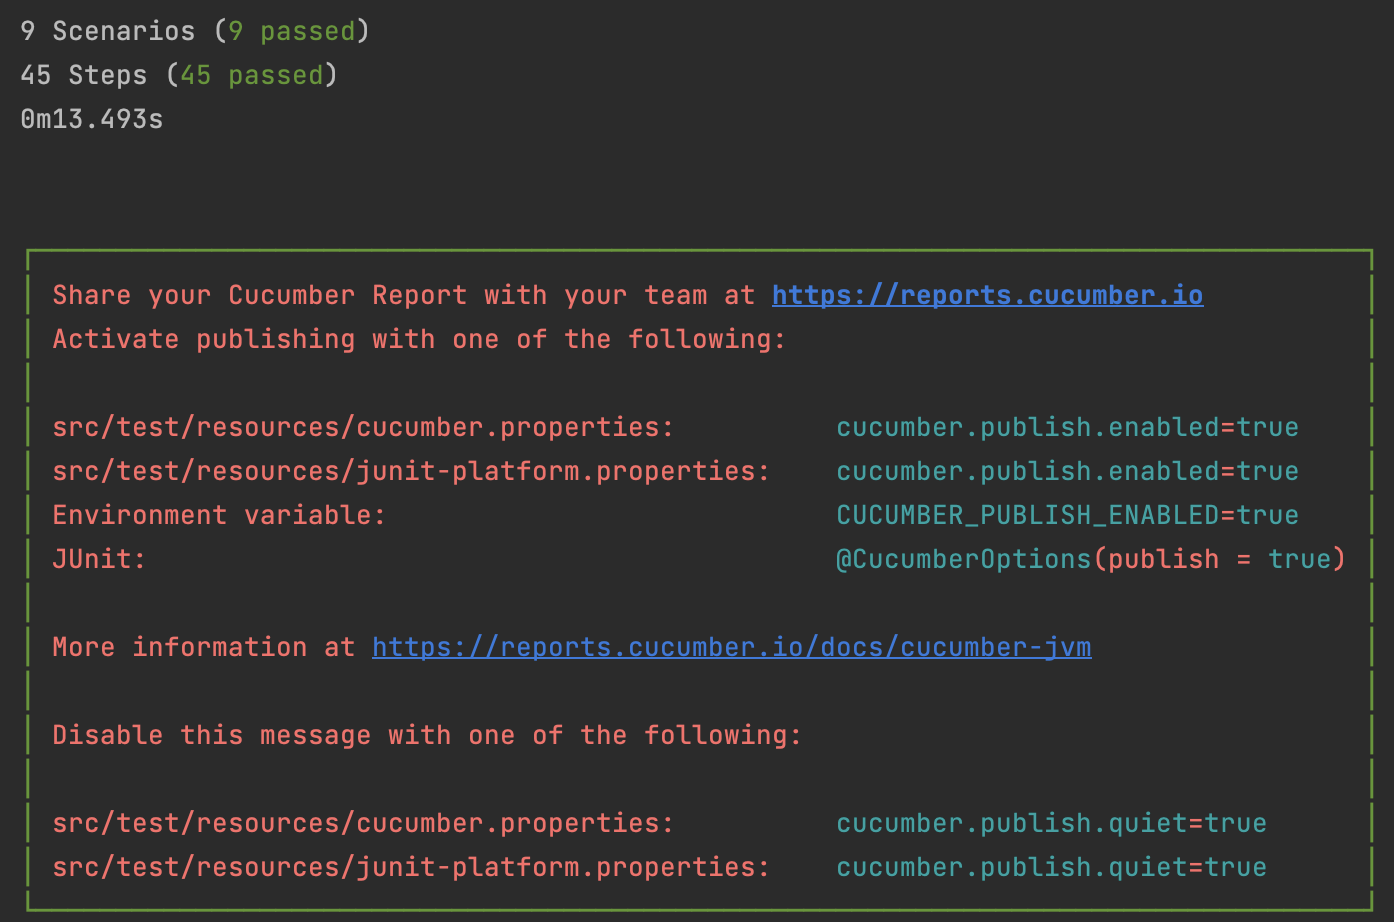 9 Scenarios (9 passed)
45 Steps (45 passed)
0m13.493s
Share your Cucumber Report with your team at https://reports.cucumber.io
Activate publishing with one of the following:
src/test/resources/cucumber.properties: cucumber.publish.enabled=true
src/test/resources/junit-platform.properties: cucumber.publish.enabled=true
Environment variable: CUCUMBER_PUBLISH_ENABLED=true
JUnit: @CucumberOptions(publish = true)
More information at https://reports.cucumber.io/docs/cucumber-jvm
Disable this message with one of the following:
src/test/resources/cucumber.properties: cucumber.publish.quiet=true
src/test/resources/junit-platform.properties: cucumber.publish.quiet=true